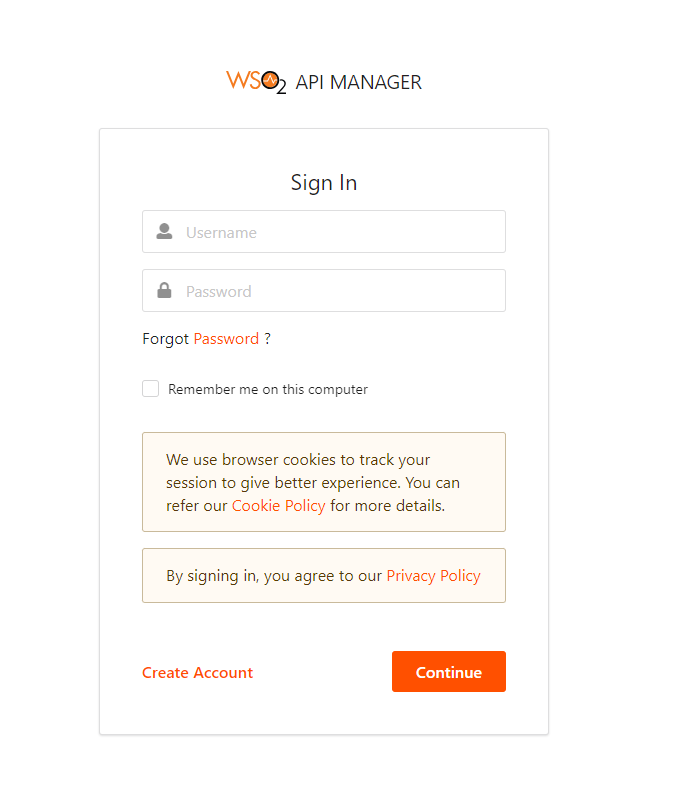 WSO2 API MANAGER
Sign In
Username
Password
Forgot Password ?
Remember me on this computer
We use browser cookies to track your
session to give better experience. You can
refer our Cookie Policy for more details.
By signing in, you agree to our Privacy Policy
Create Account
Continue